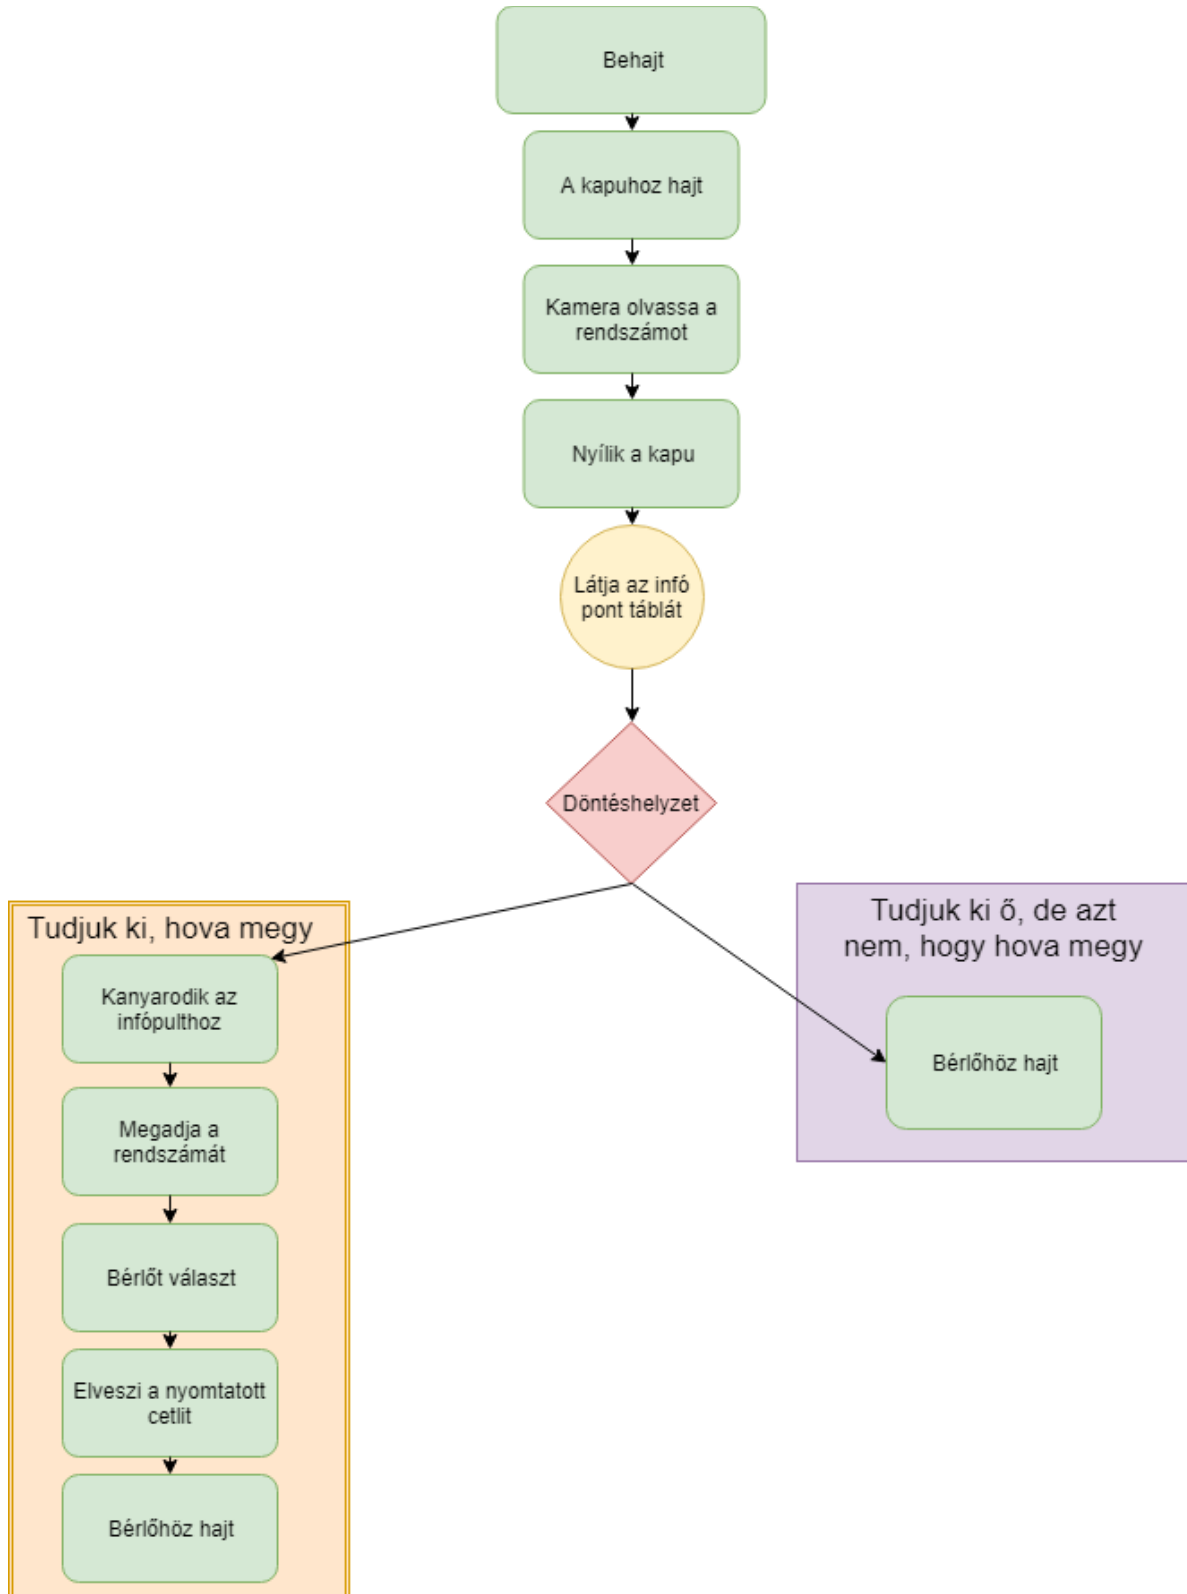 Behajt
A kapuhoz hajt
Kamera olvassa a
rendszámot
Nyílik a kapu
Látja az infó
pont táblát
Döntéshelyzet
Tudjuk ki, hova megy
Kanyarodik az
infópulthoz
Megadja a
rendszámát
Bérlőt választ
Elveszi a nyomtatott
cetlit
Bérlőhöz hajt
Tudjuk ki ő, de azt
nem, hogy hova megy
Bérlőhöz hajt